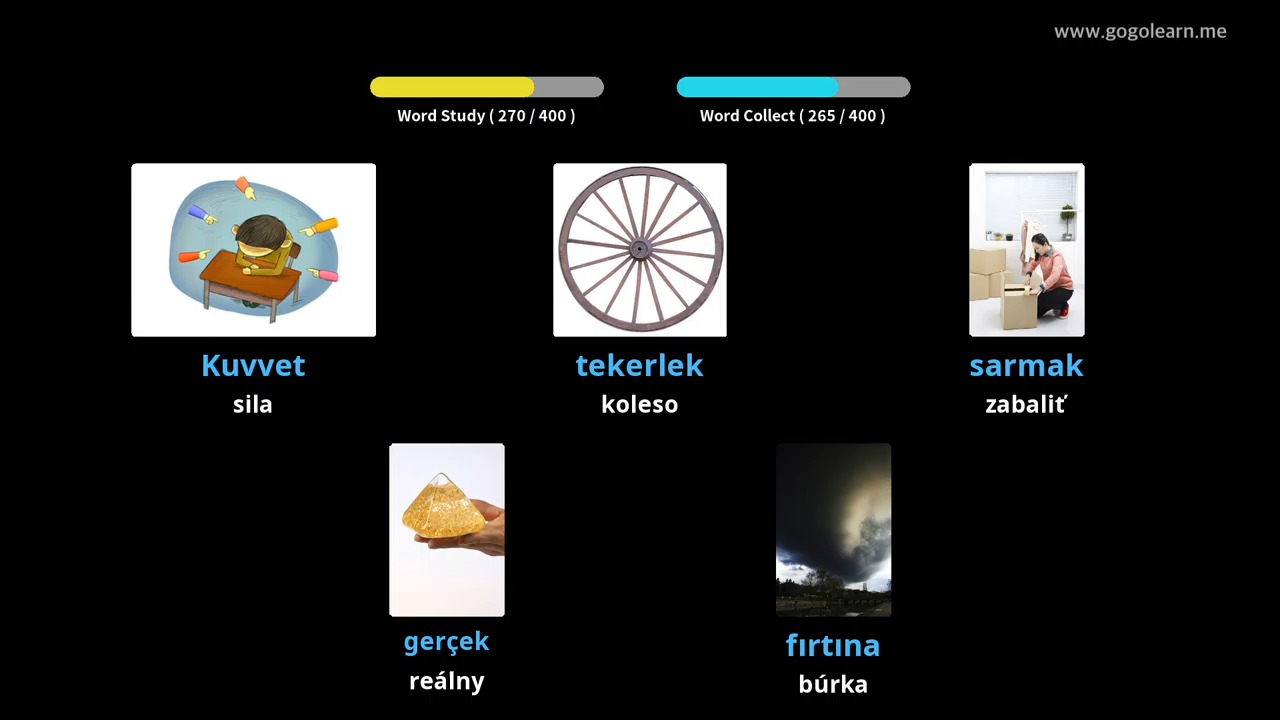 www.gogolearn.me
Word Study ( 270 / 400 )
Word Collect ( 265 / 400 )
Kuvvet
sila
tekerlek
koleso
sarmak
zabaliť
gerçek
reálny
fırtına
búrka